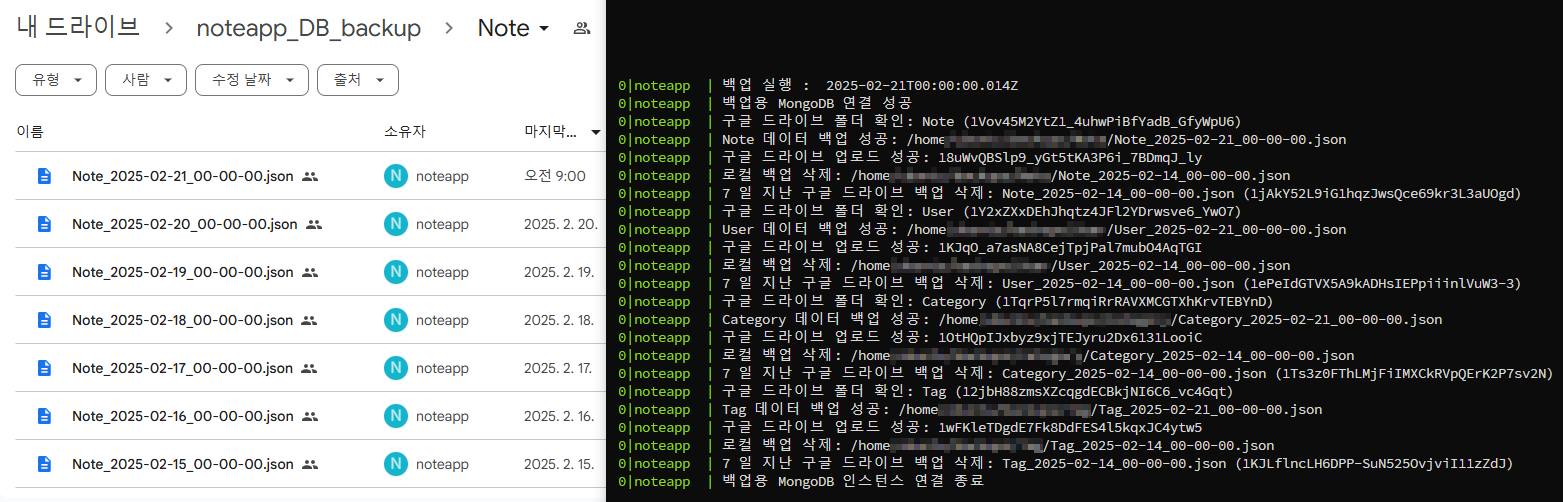 내 드라이브 > noteapp_DB_backup > Note
유형 사람 수정 날짜 출처
이름 소유자 마지막...
Note_2025-02-21_00-00-00.json N noteapp 오전 9:00
Note_2025-02-20_00-00-00.json N noteapp 2025. 2. 20.
Note_2025-02-19_00-00-00.json N noteapp 2025. 2. 19.
Note_2025-02-18_00-00-00.json N noteapp 2025. 2. 18.
Note_2025-02-17_00-00-00.json N noteapp 2025. 2. 17.
Note_2025-02-16_00-00-00.json N noteapp 2025. 2. 16.
Note_2025-02-15_00-00-00.json N noteapp 2025. 2. 15.
0|noteapp | 백업 실행 : 2025-02-21T00:00:00.014Z
0|noteapp | 백업용 MongoDB 연결 성공
0|noteapp | 구글 드라이브 폴더 확인: Note (1Vov45M2YtZ1_4uhwPiBfYadB_GfyWpU6)
0|noteapp | Note 데이터 백업 성공: /home /Note_2025-02-21_00-00-00.json
0|noteapp | 구글 드라이브 업로드 성공: 18uWvQBSlp9_yGt5tKA3P6i_7BDmqJ_ly
0|noteapp | 로컬 백업 삭제: /home /Note_2025-02-14_00-00-00.json
0|noteapp | 7 일 지난 구글 드라이브 백업 삭제: Note_2025-02-14_00-00-00.json (1jAkY52L9iGlhqzJwsQce69kr3L3aUOgd)
0|noteapp | 구글 드라이브 폴더 확인: User (1Y2xZXxDEhJhqtz4JFl2YDrwsve6_YwO7)
0|noteapp | User 데이터 백업 성공: /home /User_2025-02-21_00-00-00.json
0|noteapp | 구글 드라이브 업로드 성공: 1KJqO_a7asNA8CejTpjPal7mubO4AqTGI
0|noteapp | 로컬 백업 삭제: /home /User_2025-02-14_00-00-00.json
0|noteapp | 7 일 지난 구글 드라이브 백업 삭제: User_2025-02-14_00-00-00.json (1ePeIdGTVX5A9kADHsIEPpiiinlVuW3-3)
0|noteapp | 구글 드라이브 폴더 확인: Category (1TqrP5l7rmqiRrRAVXMCGTXhKrvTEBYnD)
0|noteapp | Category 데이터 백업 성공: /home /Category_2025-02-21_00-00-00.json
0|noteapp | 구글 드라이브 업로드 성공: 1OtHQpIJxbyz9xjTEJyru2Dx613lLooiC
0|noteapp | 로컬 백업 삭제: /home /Category_2025-02-14_00-00-00.json
0|noteapp | 7 일 지난 구글 드라이브 백업 삭제: Category_2025-02-14_00-00-00.json (1Ts3z0FThLMjFiIMXCkRVpQErK2P7sv2N)
0|noteapp | 구글 드라이브 폴더 확인: Tag (12jbH88zmsXZcqgdECBkjNI6C6_vc4Gqt)
0|noteapp | Tag 데이터 백업 성공: /home /Tag_2025-02-21_00-00-00.json
0|noteapp | 구글 드라이브 업로드 성공: 1wFKleTDgdE7Fk8DdFES4l5kqxJC4ytw5
0|noteapp | 로컬 백업 삭제: /home /Tag_2025-02-14_00-00-00.json
0|noteapp | 7 일 지난 구글 드라이브 백업 삭제: Tag_2025-02-14_00-00-00.json (1KJLflncLH6DPP-SuN525OvjviI11zZdJ)
0|noteapp | 백업용 MongoDB 인스턴스 연결 종료